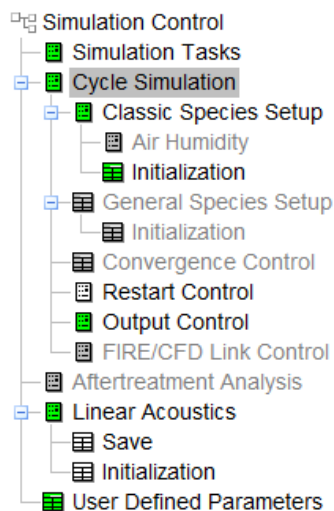 Simulation Control
Simulation Tasks
Cycle Simulation
Classic Species Setup
Air Humidity
Initialization
General Species Setup
Initialization
Convergence Control
Restart Control
Output Control
FIRE/CFD Link Control
Aftertreatment Analysis
Linear Acoustics
Save
Initialization
User Defined Parameters